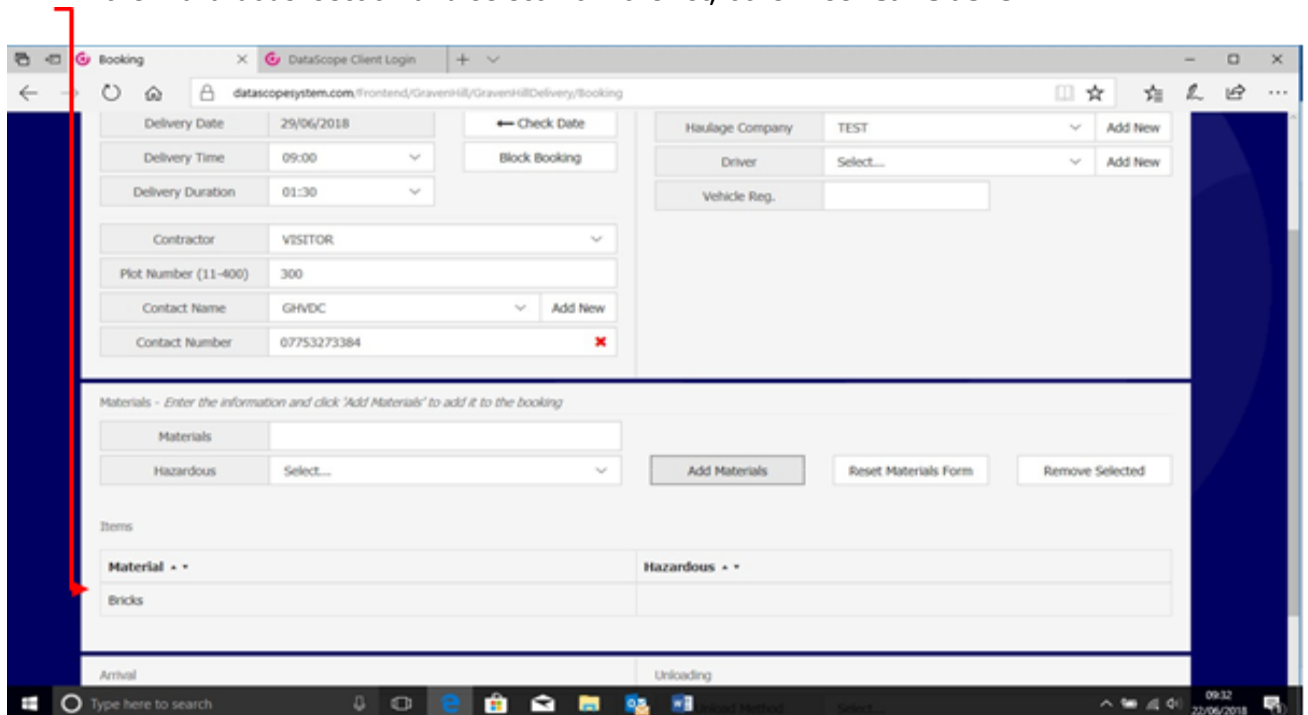 Booking DataScope Client Login
datascopesystem.com/Frontend/GravenHill/GravenHillDelivery/Booking
Delivery Date 29/06/2018 Check Date Haulage Company TEST Add New
Delivery Time 09:00 Block Booking Driver Select... Add New
Delivery Duration 01:30 Vehicle Reg.
Contractor VISITOR
Plot Number (11-400) 300
Contact Name GHVDC Add New
Contact Number 07753273384
Materials - Enter the information and click 'Add Materials' to add it to the booking
Materials
Hazardous Select... Add Materials Reset Materials Form Remove Selected
Items
Material Hazardous
Bricks
Arrival Unloading
Type here to search Unload Method Select... 09:32
22/06/2018